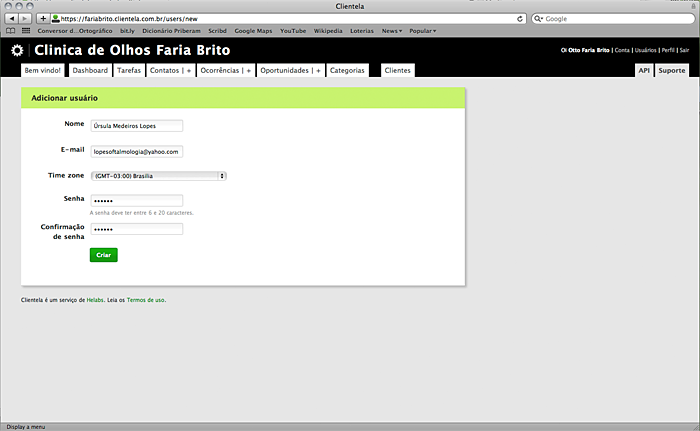 Clientela
https://fariabrito.clientela.com.br/users/new
Google
Conversor d...Ortográfico Dicionário Priberam bit.ly Scribd Google Maps YouTube Wikipedia Loterias News Popular
Clinica de Olhos Faria Brito
Oi Otto Faria Brito | Conta | Usuários | Perfil | Sair
Bem vindo! Dashboard Tarefas Contatos | + Ocorrências | + Oportunidades | + Categorias Clientes API Suporte
Adicionar usuário
Nome Úrsula Medeiros Lopes
E-mail lopesoftalmologia@yahoo.com
Time zone (GMT-03:00) Brasilia
Senha ••••••
A senha deve ter entre 6 e 20 caracteres.
Confirmação
de senha ••••••
Criar
Clientela é um serviço de Helabs. Leia os Termos de uso.
Display a menu